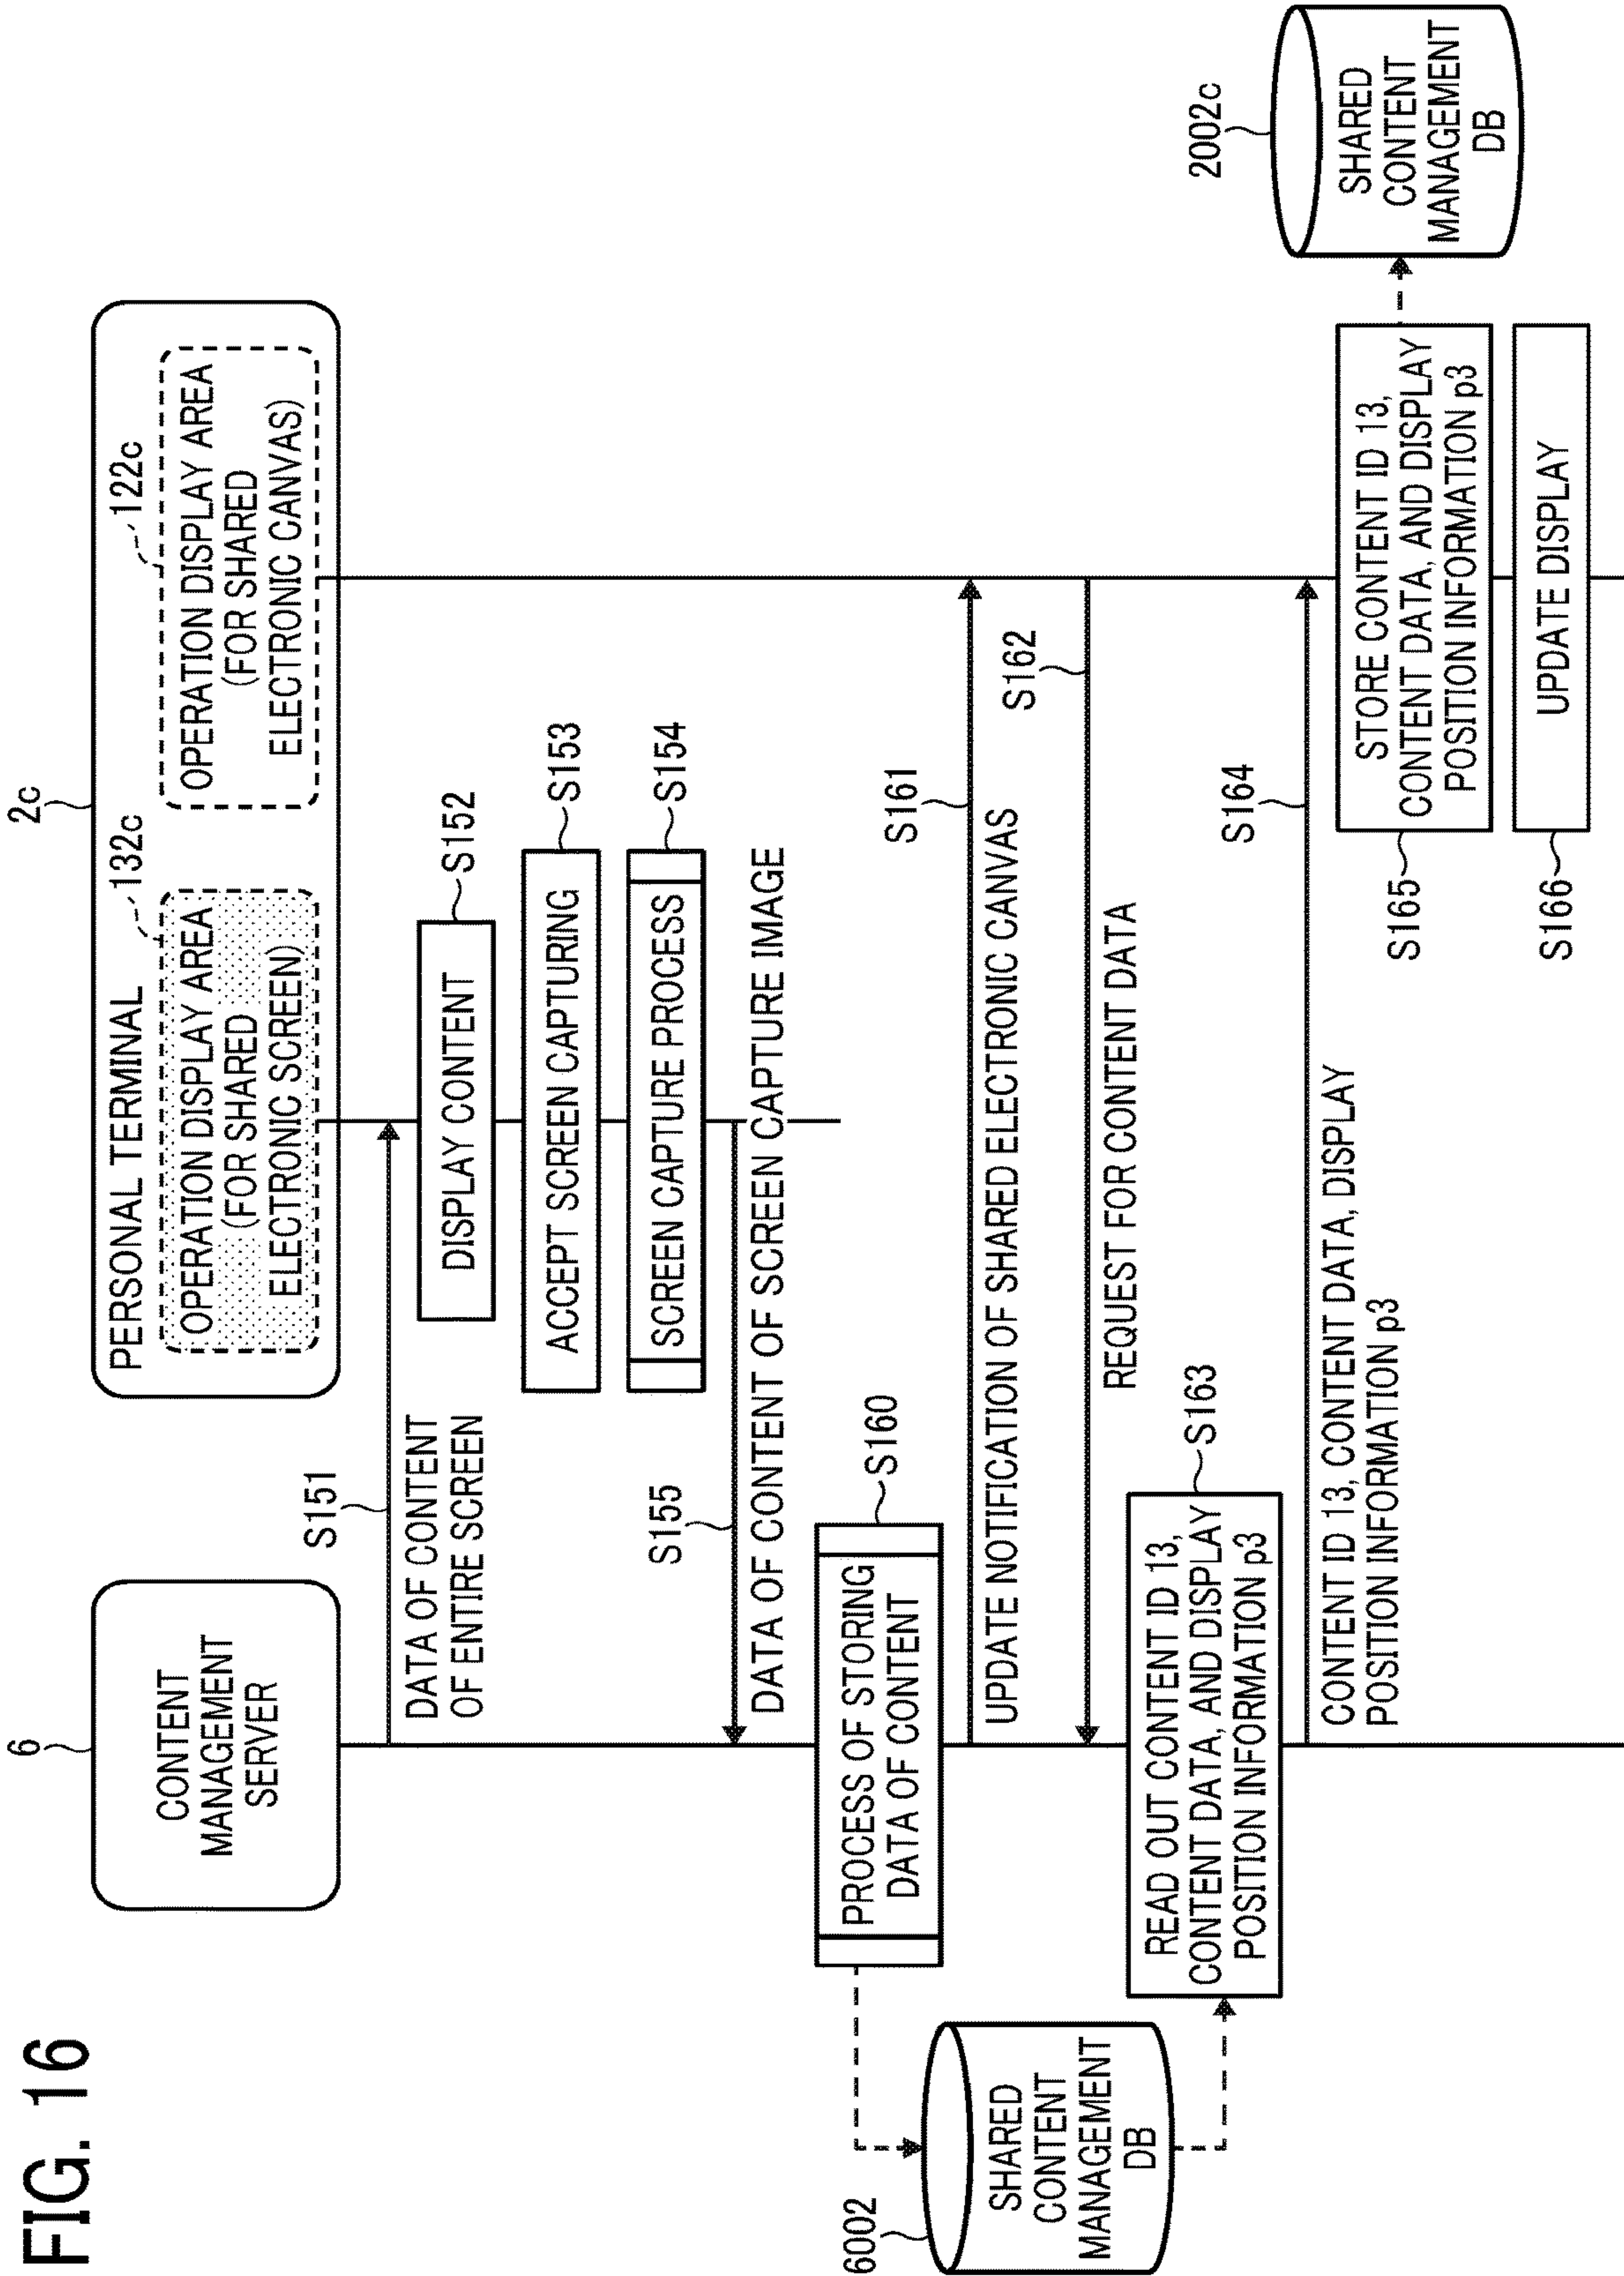 FIG. 16
6
CONTENT
MANAGEMENT
SERVER
2c
PERSONAL TERMINAL
132c
OPERATION DISPLAY AREA
(FOR SHARED
ELECTRONIC SCREEN)
122c
OPERATION DISPLAY AREA
(FOR SHARED
ELECTRONIC CANVAS)
S151
DATA OF CONTENT
OF ENTIRE SCREEN
DISPLAY CONTENT
S152
ACCEPT SCREEN CAPTURING
S153
SCREEN CAPTURE PROCESS
S154
S155
DATA OF CONTENT OF SCREEN CAPTURE IMAGE
PROCESS OF STORING
DATA OF CONTENT
S160
6002
SHARED
CONTENT
MANAGEMENT
DB
S161
UPDATE NOTIFICATION OF SHARED ELECTRONIC CANVAS
S162
REQUEST FOR CONTENT DATA
READ OUT CONTENT ID 13,
CONTENT DATA, AND DISPLAY
POSITION INFORMATION p3
S163
S164
CONTENT ID 13, CONTENT DATA, DISPLAY
POSITION INFORMATION p3
S165
STORE CONTENT ID 13,
CONTENT DATA, AND DISPLAY
POSITION INFORMATION p3
2002c
SHARED
CONTENT
MANAGEMENT
DB
S166
UPDATE DISPLAY